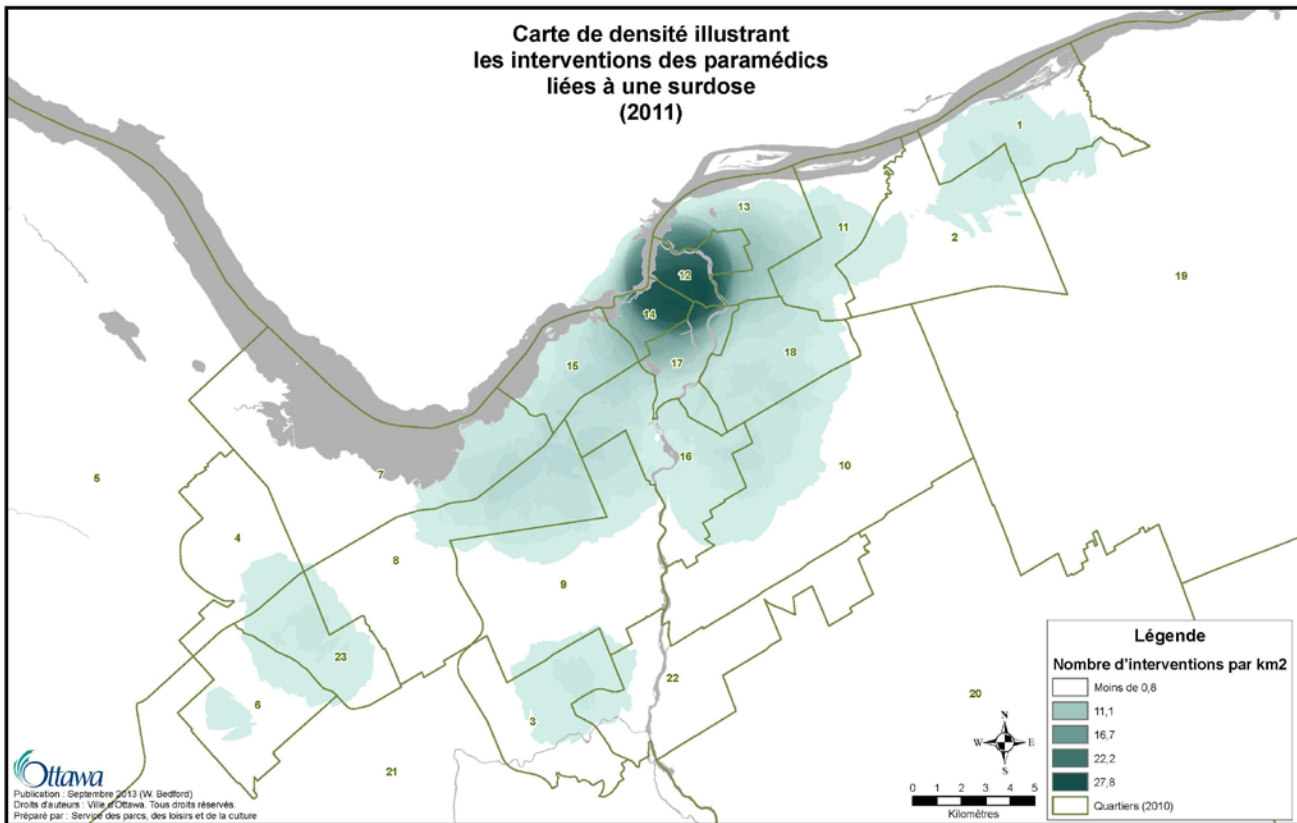 Carte de densité illustrant
les interventions des paramédics
liées à une surdose
(2011)
1
13
11
2
12
19
14
15
17
18
16
10
7
5
4
8
9
23
6
3
22
20
21
Légende
Nombre d'interventions par km2
Moins de 0,8
11,1
16,7
22,2
27,8
Quartiers (2010)
N
W E
S
0 1 2 3 4 5
Kilomètres
Ottawa
Publication : Septembre 2013 (W. Bedford)
Droits d'auteurs : Ville d'Ottawa. Tous droits réservés.
Préparé par : Service des parcs, des loisirs et de la culture